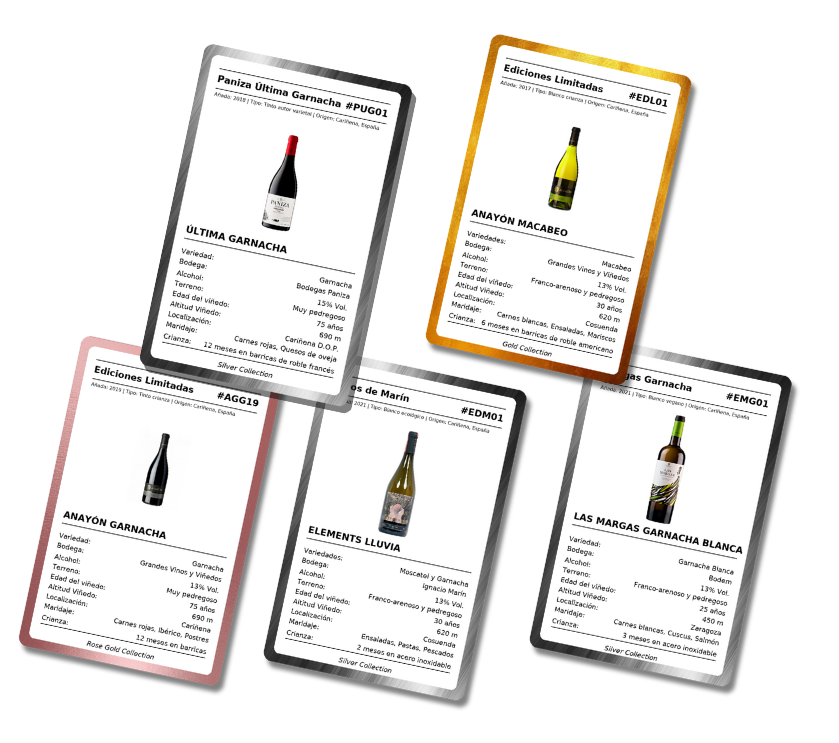 Paniza Última Garnacha #PUG01
Añada: 2018 | Tipo: Tinto autor varietal | Origen: Cariñena, España
PANIZA
ÚLTIMA GARNACHA
Variedad: Garnacha
Bodega: Bodegas Paniza
Alcohol: 15% Vol.
Terreno: Muy pedregoso
Edad del viñedo: 75 años
Altitud Viñedo: 690 m
Localización: Cariñena D.O.P.
Maridaje: Carnes rojas, Quesos de oveja
Crianza: 12 meses en barricas de roble francés
Silver Collection
Ediciones Limitadas #EDL01
Añada: 2017 | Tipo: Blanco crianza | Origen: Cariñena, España
ANAYÓN MACABEO
Variedades: Macabeo
Bodega: Grandes Vinos y Viñedos
Alcohol: 13% Vol.
Terreno: Franco-arenoso y pedregoso
Edad del viñedo: 30 años
Altitud Viñedo: 620 m
Localización: Cosuenda
Maridaje: Carnes blancas, Ensaladas, Mariscos
Crianza: 6 meses en barricas de roble americano
Gold Collection
Ediciones Limitadas #AGG19
Añada: 2019 | Tipo: Tinto crianza | Origen: Cariñena, España
ANAYÓN GARNACHA
Variedad: Garnacha
Bodega: Grandes Vinos y Viñedos
Alcohol: 13% Vol.
Terreno: Muy pedregoso
Edad del viñedo: 75 años
Altitud Viñedo: 690 m
Localización: Cariñena
Maridaje: Carnes rojas, Ibérico, Postres
Crianza: 12 meses en barricas
Rose Gold Collection
os de Marín #EDM01
2021 | Tipo: Blanco ecológico | Origen: Cariñena, España
ELEMENTS LLUVIA
Variedades: Moscatel y Garnacha
Bodega: Ignacio Marín
Alcohol: 13% Vol.
Terreno: Franco-arenoso y pedregoso
Edad del viñedo: 30 años
Altitud Viñedo: 620 m
Localización: Cosuenda
Maridaje: Ensaladas, Pastas, Pescados
Crianza: 2 meses en acero inoxidable
Silver Collection
gas Garnacha #EMG01
2021 | Tipo: Blanco vegano | Origen: Cariñena, España
LAS MARGAS GARNACHA BLANCA
Variedad: Garnacha Blanca
Bodega: Bodem
Alcohol: 13% Vol.
Terreno: Franco-arenoso y pedregoso
Edad del viñedo: 25 años
Altitud Viñedo: 450 m
Localización: Zaragoza
Maridaje: Carnes blancas, Cuscus, Salmón
Crianza: 3 meses en acero inoxidable
Silver Collection